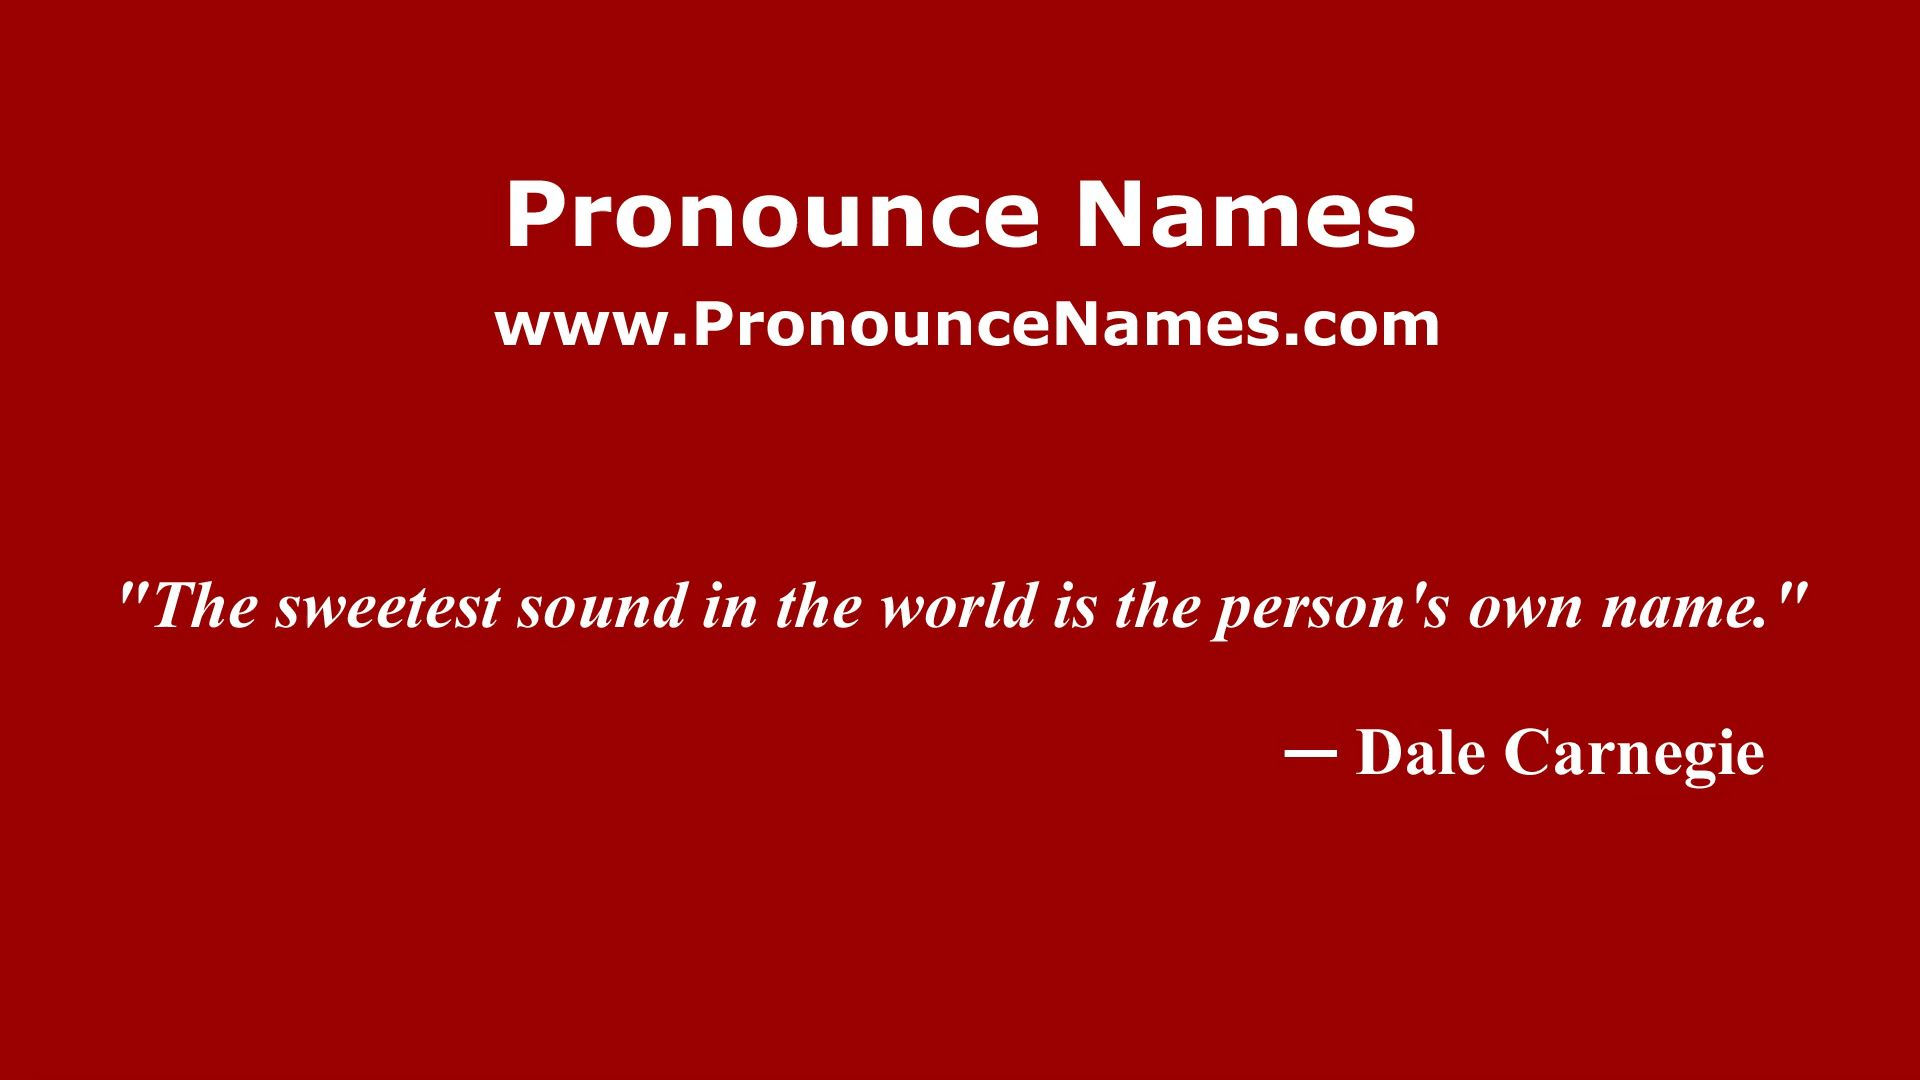 Pronounce Names
www.PronounceNames.com
"The sweetest sound in the world is the person's own name."
— Dale Carnegie